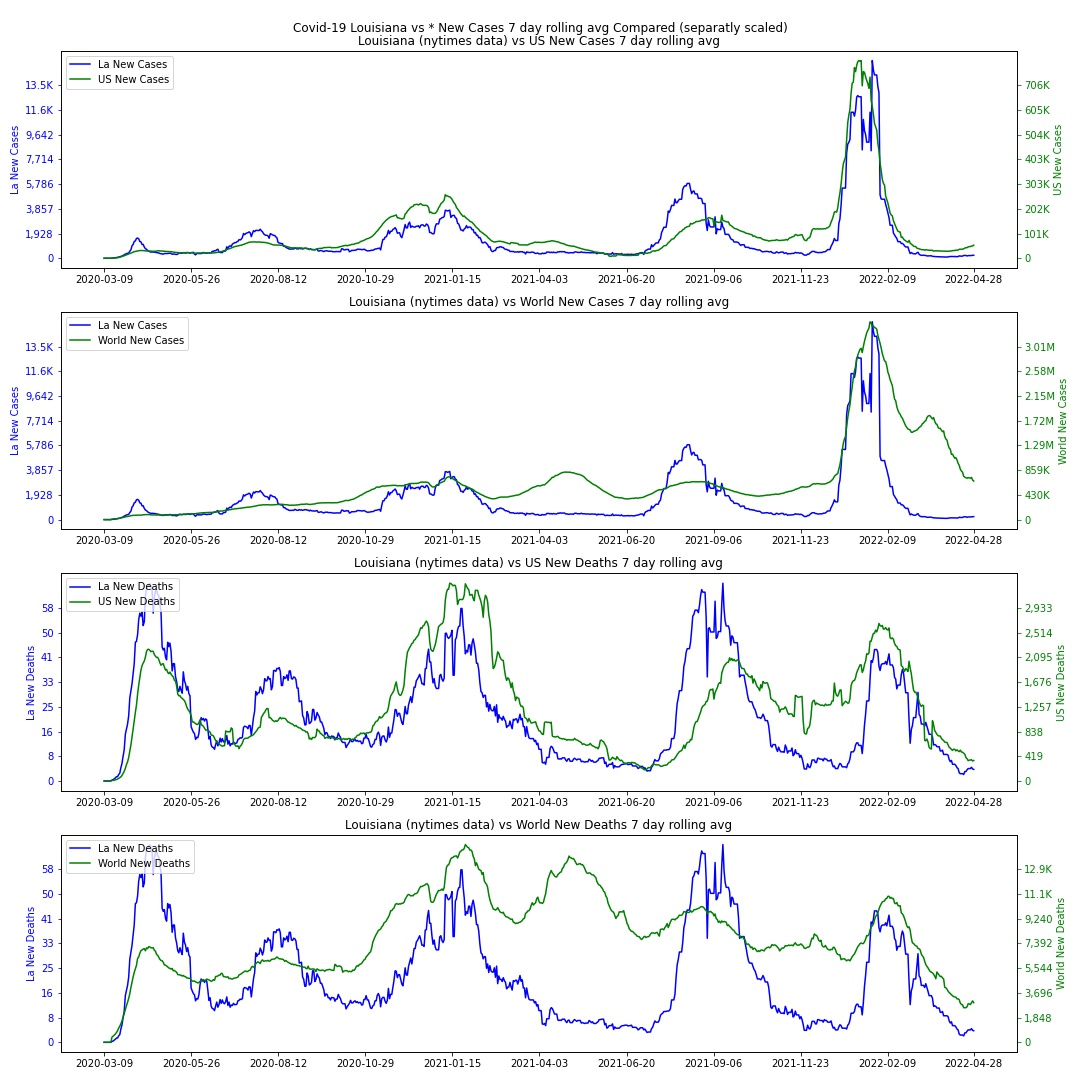 Covid-19 Louisiana vs * New Cases 7 day rolling avg Compared (separatly scaled)
Louisiana (nytimes data) vs US New Cases 7 day rolling avg
La New Cases
US New Cases
13.5K
11.6K
9,642
7,714
5,786
3,857
1,928
0
La New Cases
706K
605K
504K
403K
303K
202K
101K
0
US New Cases
2020-03-09 2020-05-26 2020-08-12 2020-10-29 2021-01-15 2021-04-03 2021-06-20 2021-09-06 2021-11-23 2022-02-09 2022-04-28
Louisiana (nytimes data) vs World New Cases 7 day rolling avg
La New Cases
World New Cases
13.5K
11.6K
9,642
7,714
5,786
3,857
1,928
0
La New Cases
3.01M
2.58M
2.15M
1.72M
1.29M
859K
430K
0
World New Cases
2020-03-09 2020-05-26 2020-08-12 2020-10-29 2021-01-15 2021-04-03 2021-06-20 2021-09-06 2021-11-23 2022-02-09 2022-04-28
Louisiana (nytimes data) vs US New Deaths 7 day rolling avg
La New Deaths
US New Deaths
58
50
41
33
25
16
8
0
La New Deaths
2,933
2,514
2,095
1,676
1,257
838
419
0
US New Deaths
2020-03-09 2020-05-26 2020-08-12 2020-10-29 2021-01-15 2021-04-03 2021-06-20 2021-09-06 2021-11-23 2022-02-09 2022-04-28
Louisiana (nytimes data) vs World New Deaths 7 day rolling avg
La New Deaths
World New Deaths
58
50
41
33
25
16
8
0
La New Deaths
12.9K
11.1K
9,240
7,392
5,544
3,696
1,848
0
World New Deaths
2020-03-09 2020-05-26 2020-08-12 2020-10-29 2021-01-15 2021-04-03 2021-06-20 2021-09-06 2021-11-23 2022-02-09 2022-04-28